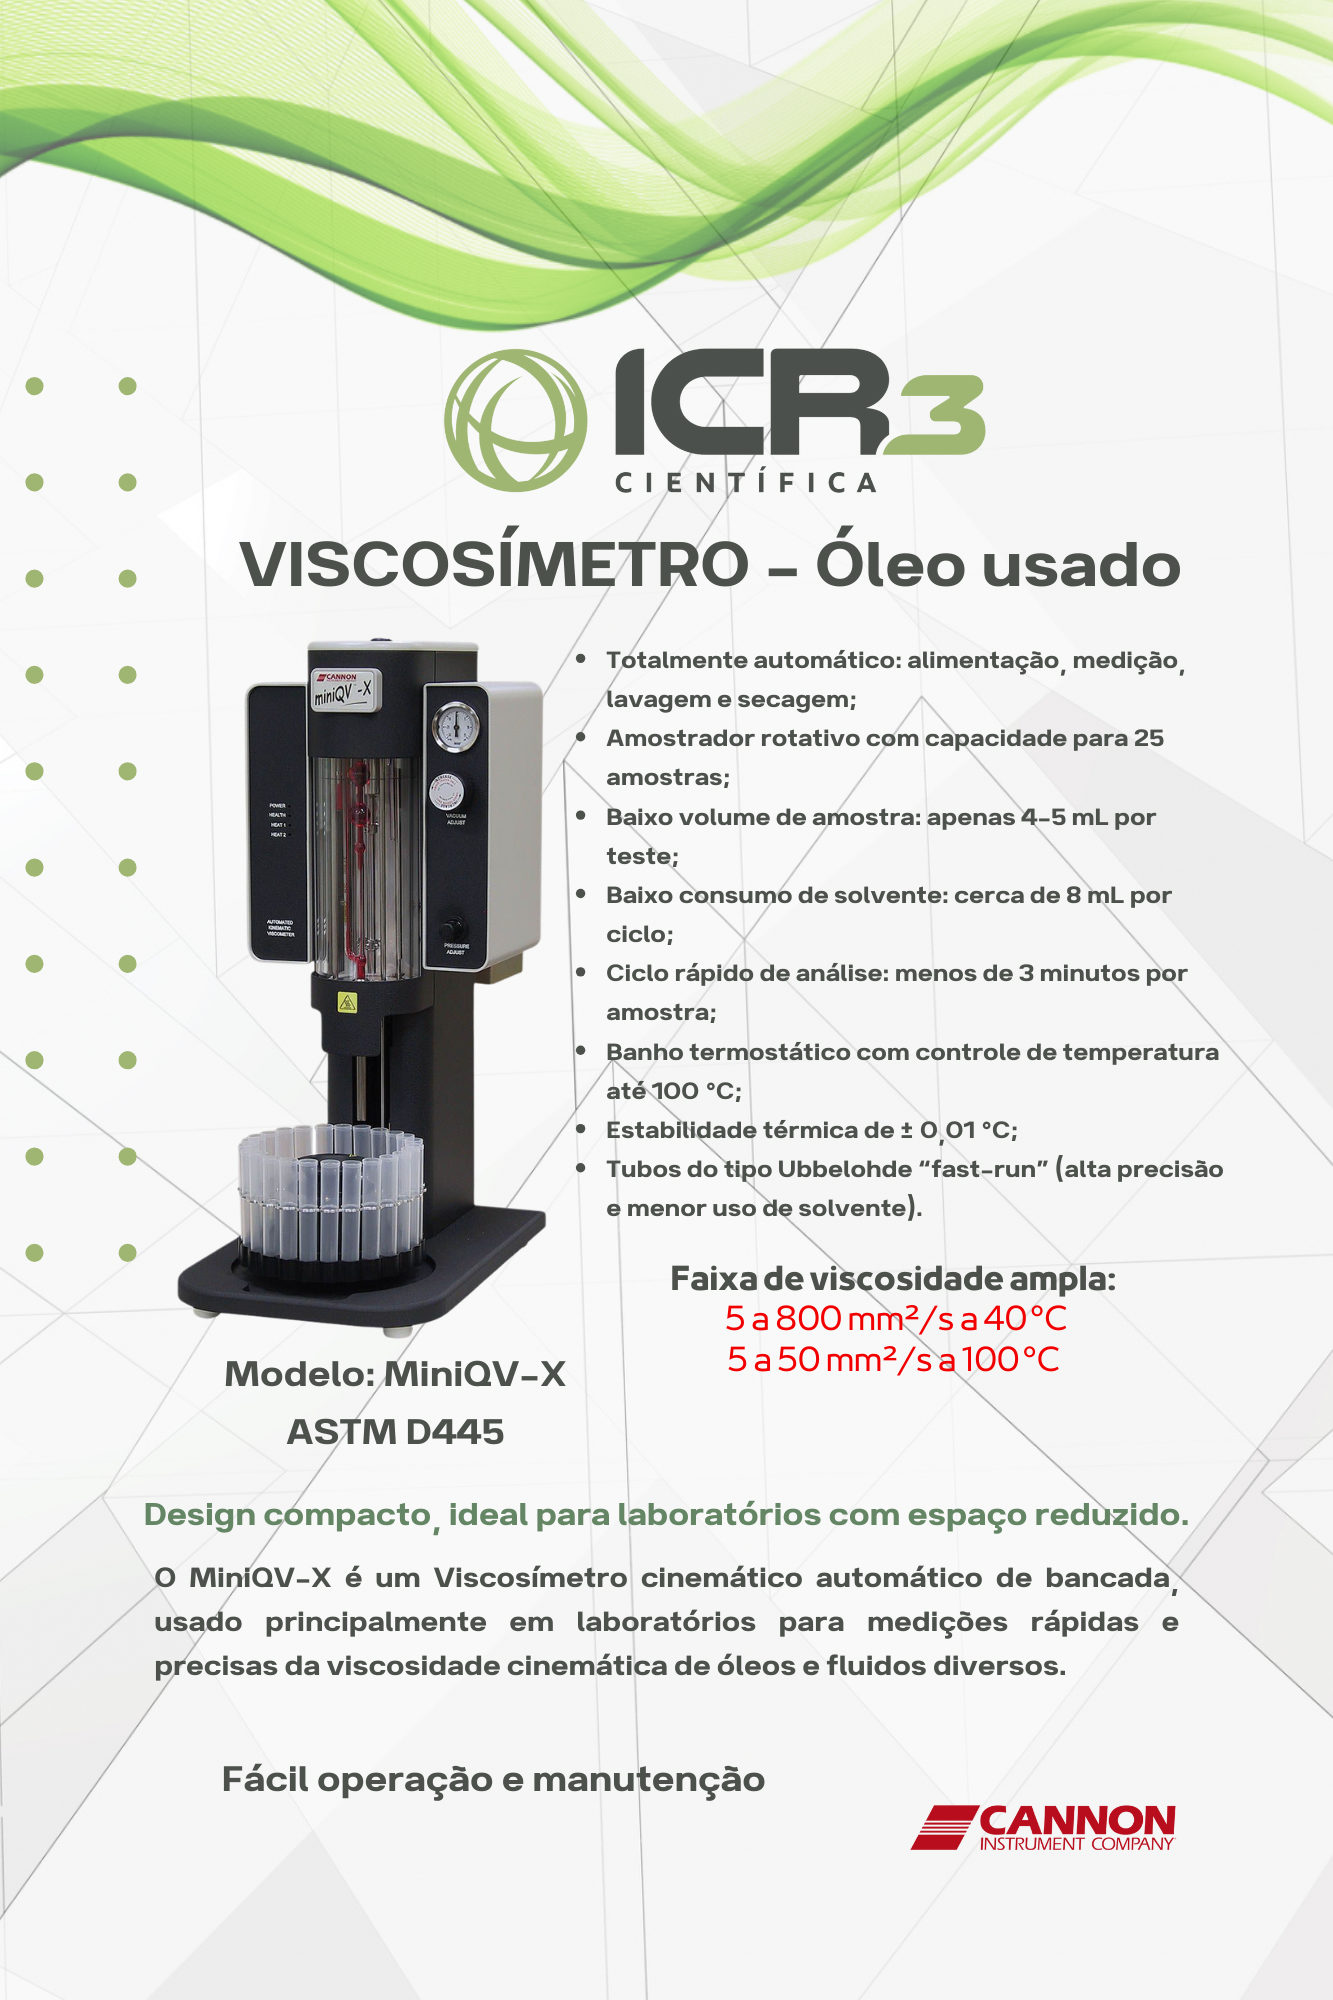 ICR3
CIENTÍFICA
VISCOSÍMETRO - Óleo usado
CANNON
miniQV™-X
POWER
HEALTH
HEAT 1
HEAT 2
AUTOMATED
KINEMATIC
VISCOMETER
VACUUM
ADJUST
PRESSURE
ADJUST
• Totalmente automático: alimentação, medição,
lavagem e secagem;
• Amostrador rotativo com capacidade para 25
amostras;
• Baixo volume de amostra: apenas 4-5 mL por
teste;
• Baixo consumo de solvente: cerca de 8 mL por
ciclo;
• Ciclo rápido de análise: menos de 3 minutos por
amostra;
• Banho termostático com controle de temperatura
até 100 °C;
• Estabilidade térmica de ± 0,01 °C;
• Tubos do tipo Ubbelohde “fast-run” (alta precisão
e menor uso de solvente).
Faixa de viscosidade ampla:
5 a 800 mm²/s a 40°C
5 a 50 mm²/s a 100°C
Modelo: MiniQV-X
ASTM D445
Design compacto, ideal para laboratórios com espaço reduzido.
O MiniQV-X é um Viscosímetro cinemático automático de bancada,
usado principalmente em laboratórios para medições rápidas e
precisas da viscosidade cinemática de óleos e fluidos diversos.
Fácil operação e manutenção
CANNON
INSTRUMENT COMPANY